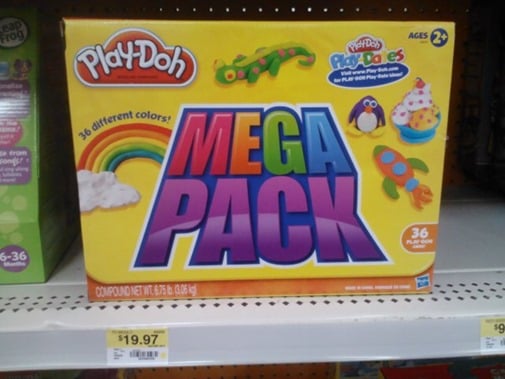 Leap
Frog
Play-Doh
AGES 2+
Play-Doh
Play Dates
Visit www.Play-Doh.com
for PLAY-DOH Play Date Ideas!
36 different colors!
MEGA
PACK
songs!
6-36
Months
36
PLAY-DOH
CANS!
Hasbro
COMPOUND NET WT. 6.75 lb. (3.06 kg)
$19.97
$9